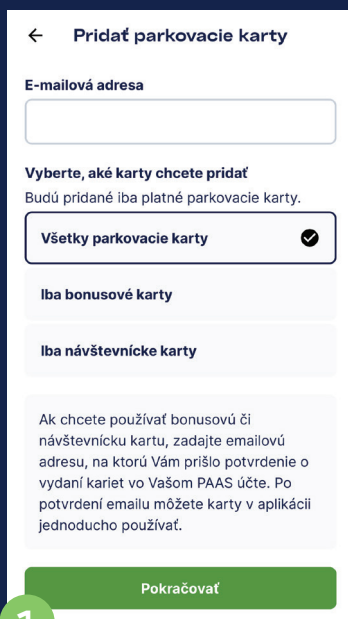 Pridať parkovacie karty
E-mailová adresa
Vyberte, aké karty chcete pridať
Budú pridané iba platné parkovacie karty.
Všetky parkovacie karty
Iba bonusové karty
Iba návštevnícke karty
Ak chcete používať bonusovú či
návštevnícku kartu, zadajte emailovú
adresu, na ktorú Vám prišlo potvrdenie o
vydaní kariet vo Vašom PAAS účte. Po
potvrdení emailu môžete karty v aplikácii
jednoducho používať.
Pokračovať